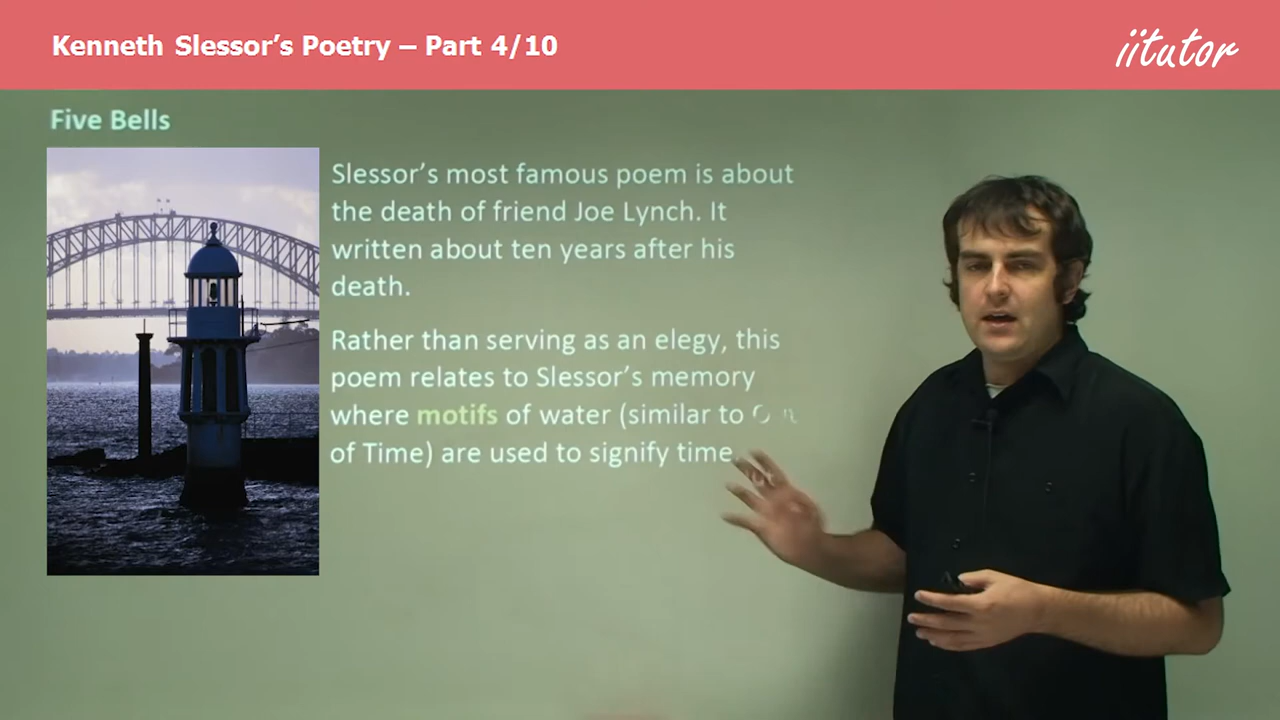 Kenneth Slessor’s Poetry – Part 4/10
iitutor
Five Bells
Slessor’s most famous poem is about
the death of friend Joe Lynch. It
written about ten years after his
death.
Rather than serving as an elegy, this
poem relates to Slessor’s memory
where motifs of water (similar to
of Time) are used to signify time.